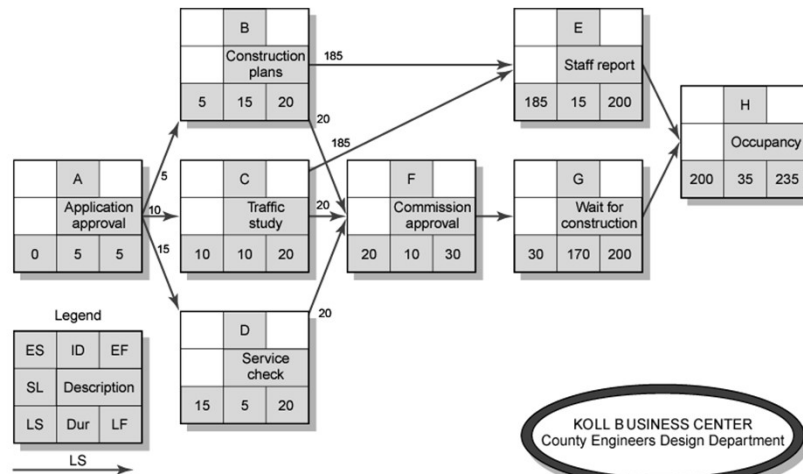 B
Construction
plans
5 15 20
185
20
E
Staff report
185 15 200
H
Occupancy
200 35 235
A
Application
approval
0 5 5
5
10
15
C
Traffic
study
10 10 20
185
20
F
Commission
approval
20 10 30
G
Wait for
construction
30 170 200
D
Service
check
15 5 20
20
Legend
ES ID EF
SL Description
LS Dur LF
LS
KOLL BUSINESS CENTER
County Engineers Design Department